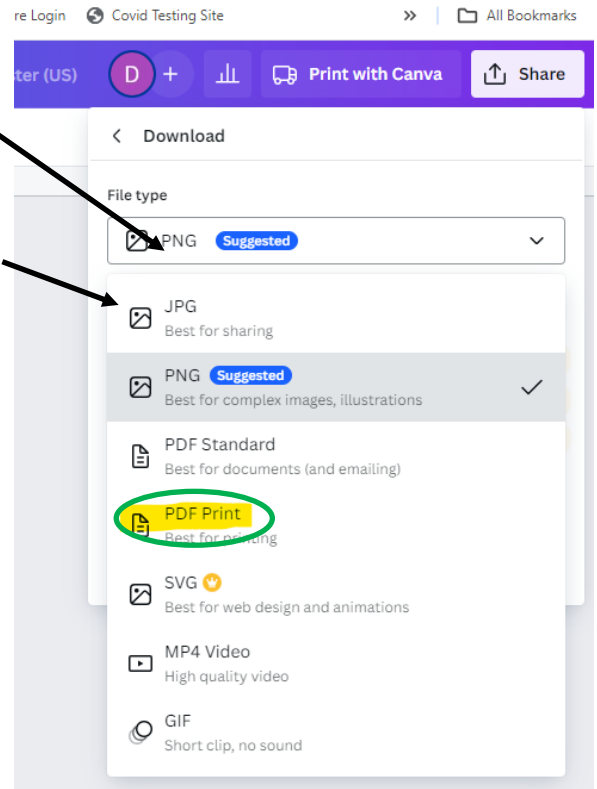 re Login Covid Testing Site >> All Bookmarks
ter (US) D + Print with Canva Share
< Download
File type
PNG Suggested
JPG
Best for sharing
PNG Suggested
Best for complex images, illustrations
PDF Standard
Best for documents (and emailing)
PDF Print
Best for printing
SVG
Best for web design and animations
MP4 Video
High quality video
GIF
Short clip, no sound